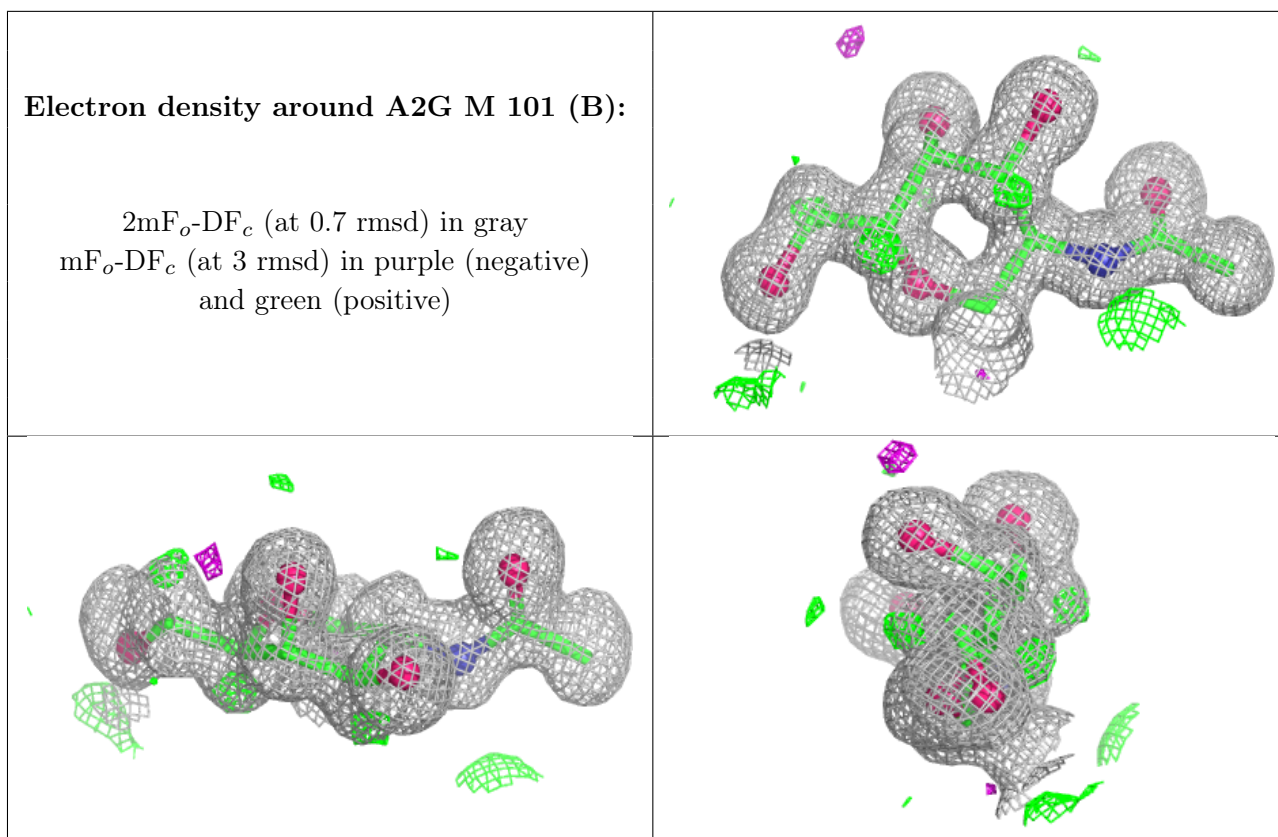 Electron density around A2G M 101 (B):
2mFₒ-DF𝒸 (at 0.7 rmsd) in gray
mFₒ-DF𝒸 (at 3 rmsd) in purple (negative)
and green (positive)